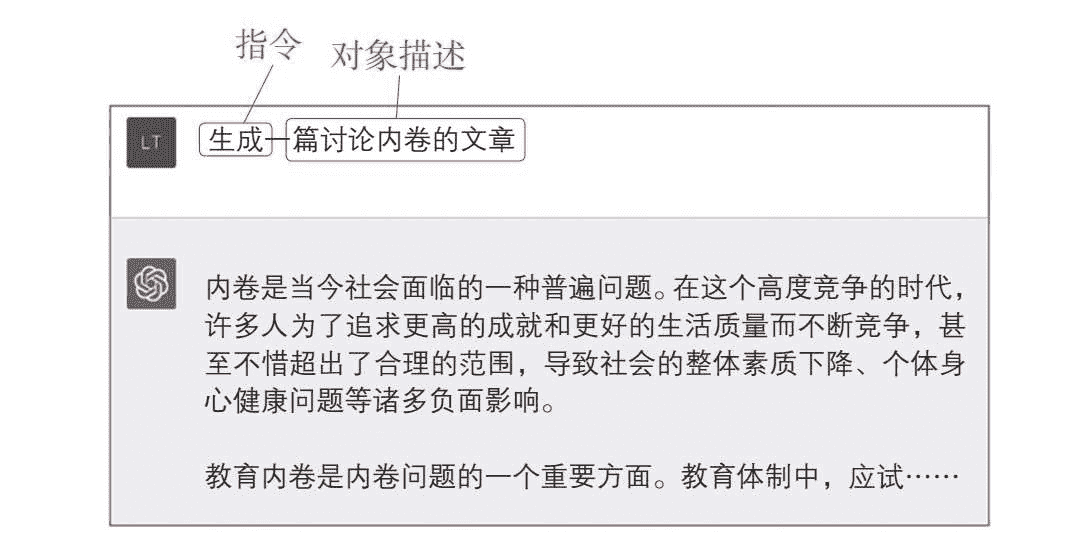 指令 对象描述
LT 生成一篇讨论内卷的文章
内卷是当今社会面临的一种普遍问题。在这个高度竞争的时代，
许多人为了追求更高的成就和更好的生活质量而不断竞争，甚
至不惜超出了合理的范围，导致社会的整体素质下降、个体身
心健康问题等诸多负面影响。
教育内卷是内卷问题的一个重要方面。教育体制中，应试……